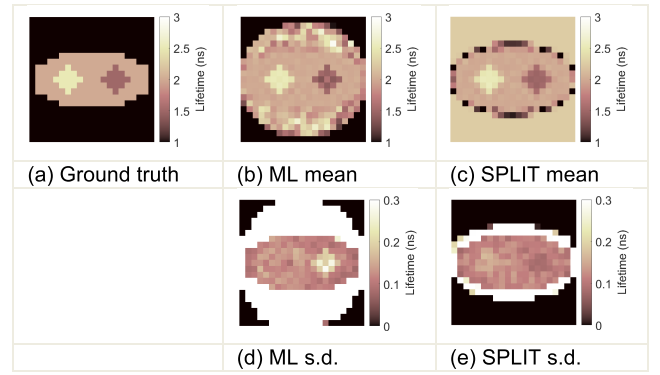 3
2.5
2
1.5
1
Lifetime (ns)
3
2.5
2
1.5
1
Lifetime (ns)
3
2.5
2
1.5
1
Lifetime (ns)
(a) Ground truth
(b) ML mean
(c) SPLIT mean
0.3
0.2
0.1
0
Lifetime (ns)
0.3
0.2
0.1
0
Lifetime (ns)
(d) ML s.d.
(e) SPLIT s.d.